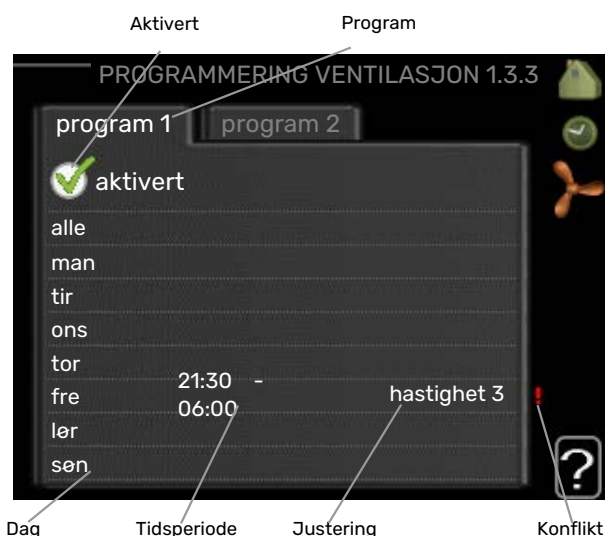 Aktivert Program
PROGRAMMERING VENTILASJON 1.3.3
program 1 program 2
aktivert
alle
man
tir
ons
tor
fre 21:30 - 06:00 hastighet 3 !
lør
søn
?
Dag Tidsperiode Justering Konflikt